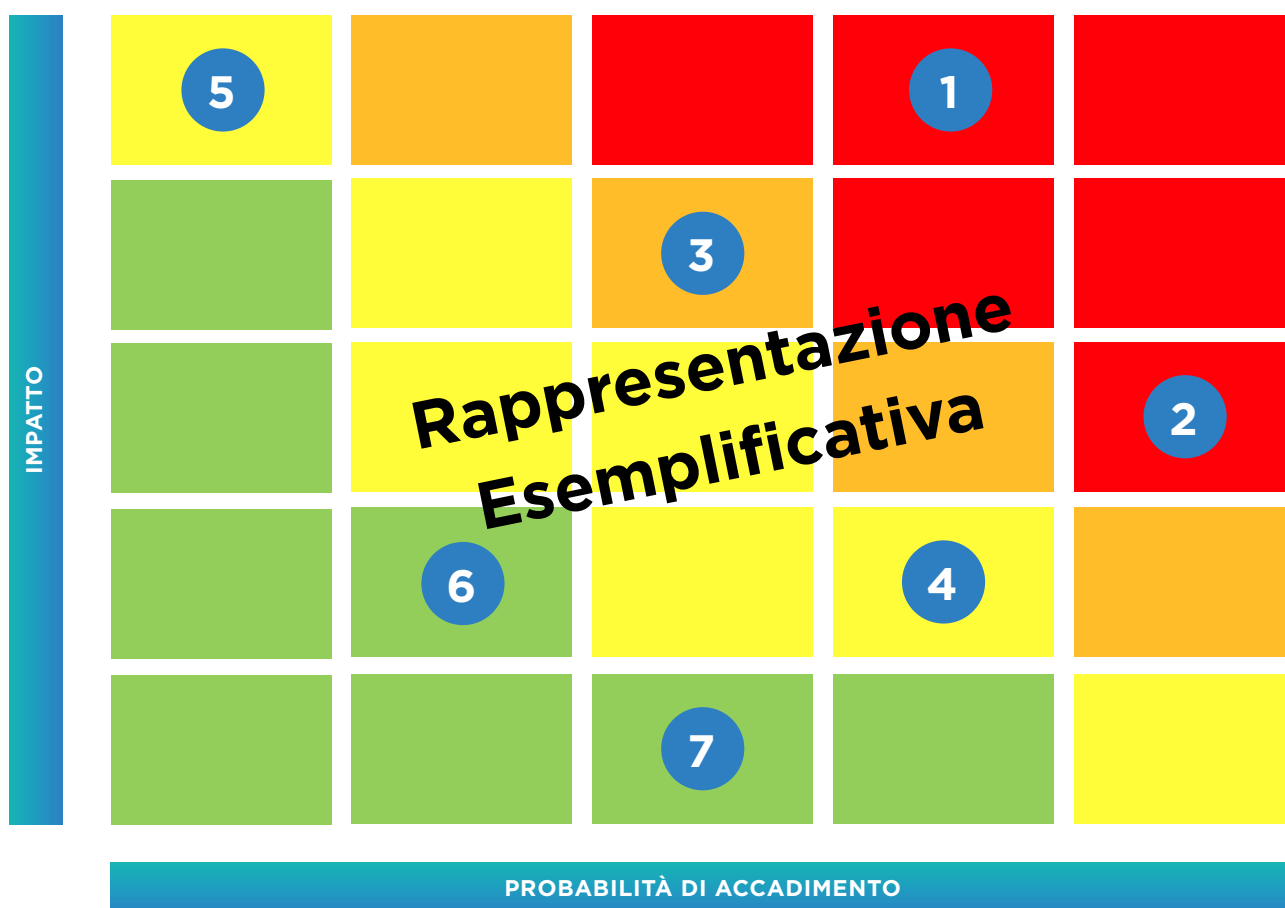 5
1
3
Rappresentazione
Esemplificativa
2
6
4
7
IMPATTO
PROBABILITÀ DI ACCADIMENTO